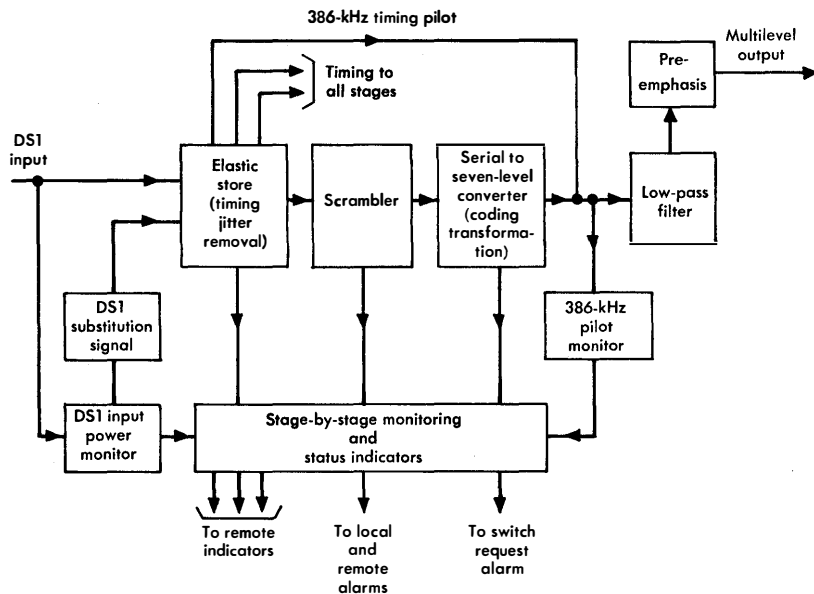 386-kHz timing pilot
Multilevel
output
Pre-
emphasis
Timing to
all stages
DS1
input
Elastic
store
(timing
jitter
removal)
Scrambler
Serial to
seven-level
converter
(coding
transforma-
tion)
Low-pass
filter
DS1
substitution
signal
386-kHz
pilot
monitor
DS1 input
power
monitor
Stage-by-stage monitoring
and
status indicators
To remote
indicators
To local
and
remote
alarms
To switch
request
alarm